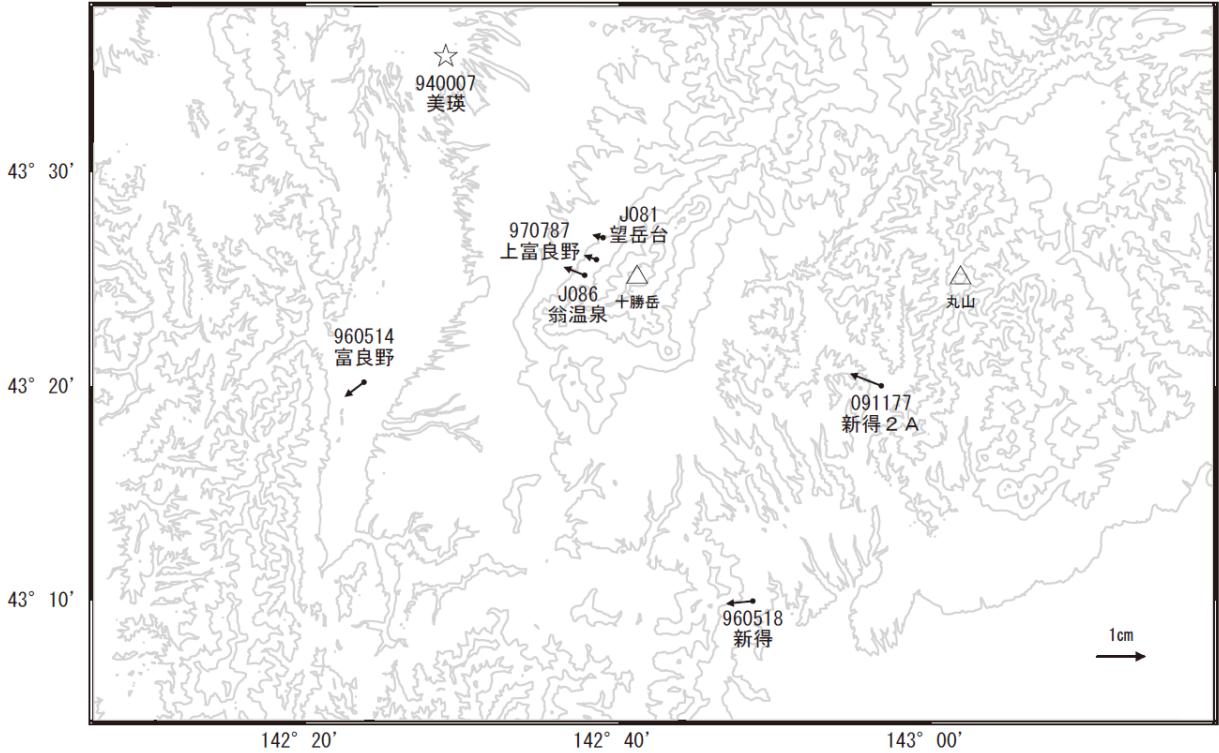 940007
美瑛
43° 30’
J081
望岳台
970787
上富良野
J086
翁温泉
十勝岳
丸山
960514
富良野
43° 20’
091177
新得２Ａ
43° 10’
960518
新得
1cm
142° 20’
142° 40’
143° 00’